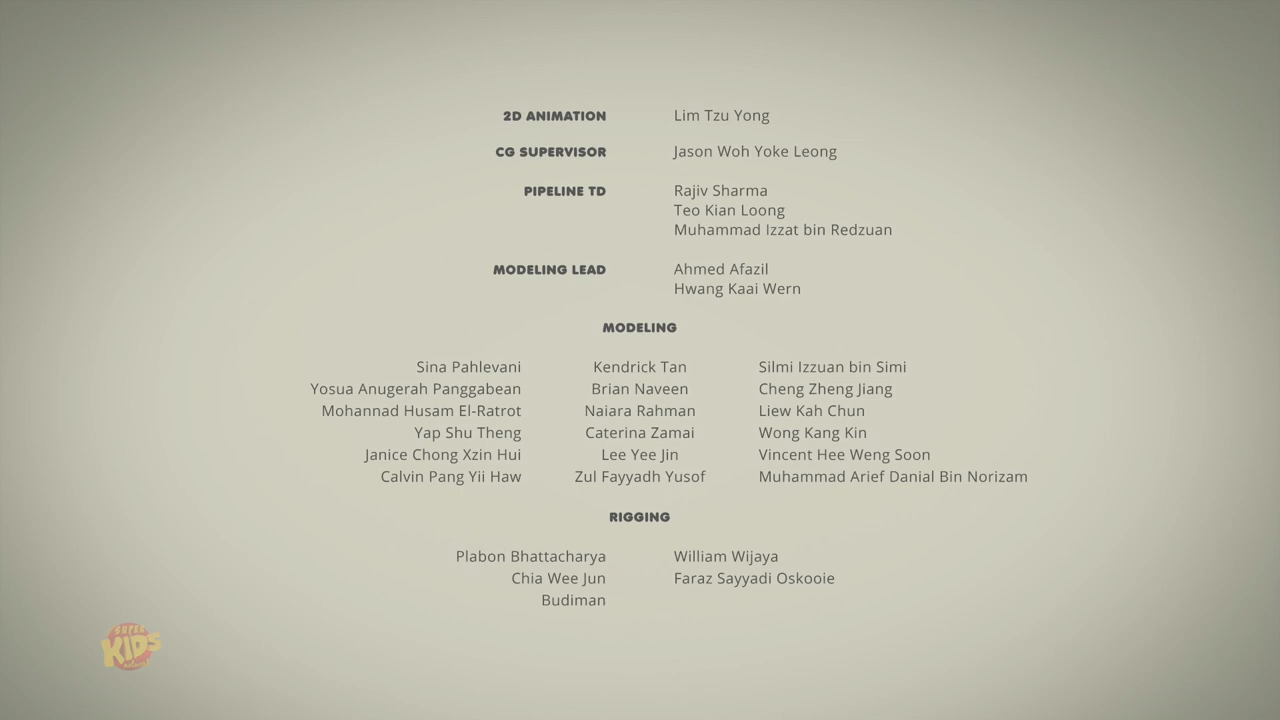 2D ANIMATION Lim Tzu Yong
CG SUPERVISOR Jason Woh Yoke Leong
PIPELINE TD Rajiv Sharma
Teo Kian Loong
Muhammad Izzat bin Redzuan
MODELING LEAD Ahmed Afazil
Hwang Kaai Wern
MODELING
Sina Pahlevani Kendrick Tan Silmi Izzuan bin Simi
Yosua Anugerah Panggabean Brian Naveen Cheng Zheng Jiang
Mohannad Husam El-Ratrot Naiara Rahman Liew Kah Chun
Yap Shu Theng Caterina Zamai Wong Kang Kin
Janice Chong Xzin Hui Lee Yee Jin Vincent Hee Weng Soon
Calvin Pang Yii Haw Zul Fayyadh Yusof Muhammad Arief Danial Bin Norizam
RIGGING
Plabon Bhattacharya William Wijaya
Chia Wee Jun Faraz Sayyadi Oskooie
Budiman
SUPER
KIDS